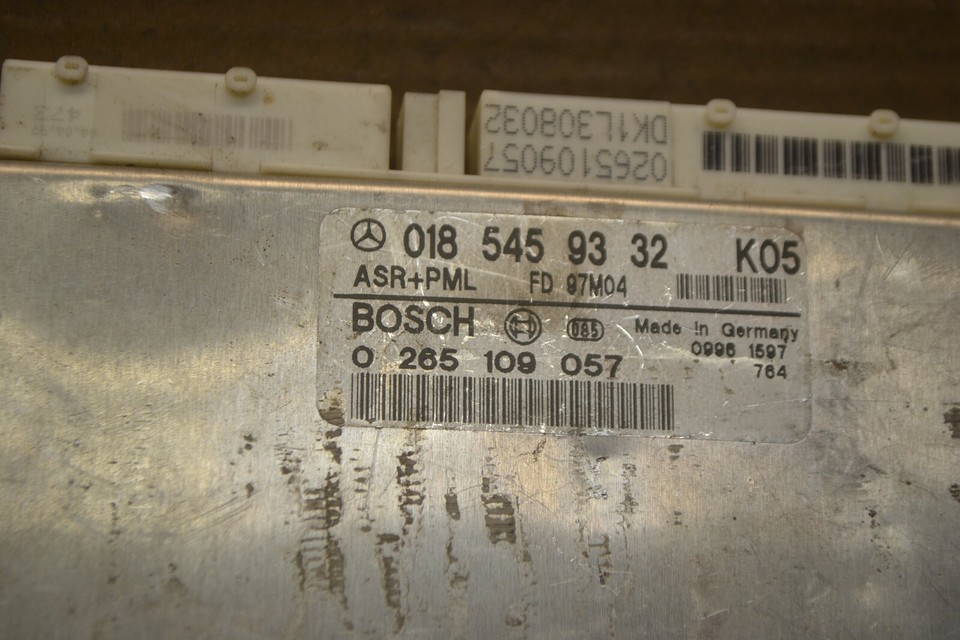 473
DK1L308032
0265109057
018 545 93 32 K05
ASR+PML FD 97M04
BOSCH 085 Made in Germany
0996 1597
0 265 109 057
764